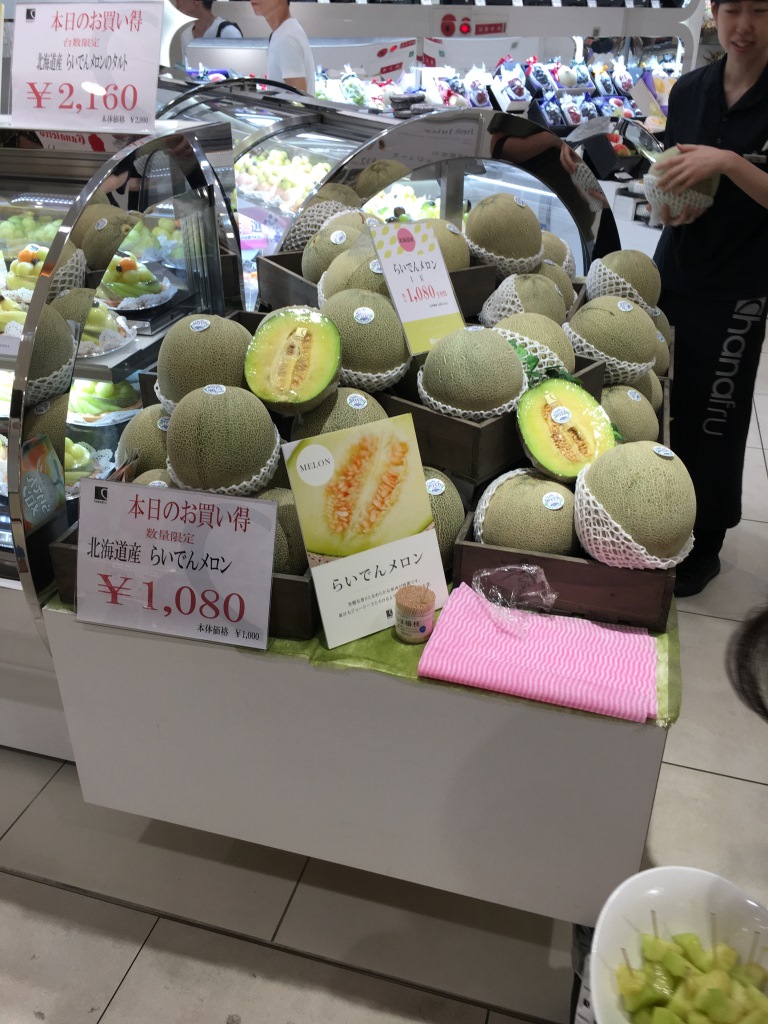 本日のお買い得
台数限定
北海道産 らいでんメロンのタルト
￥2,160
本体価格 ￥2,000
らいでんメロン
1,080
MELON
らいでんメロン
本日のお買い得
数量限定
北海道産 らいでんメロン
￥1,080
本体価格 ￥1,000
hanafru